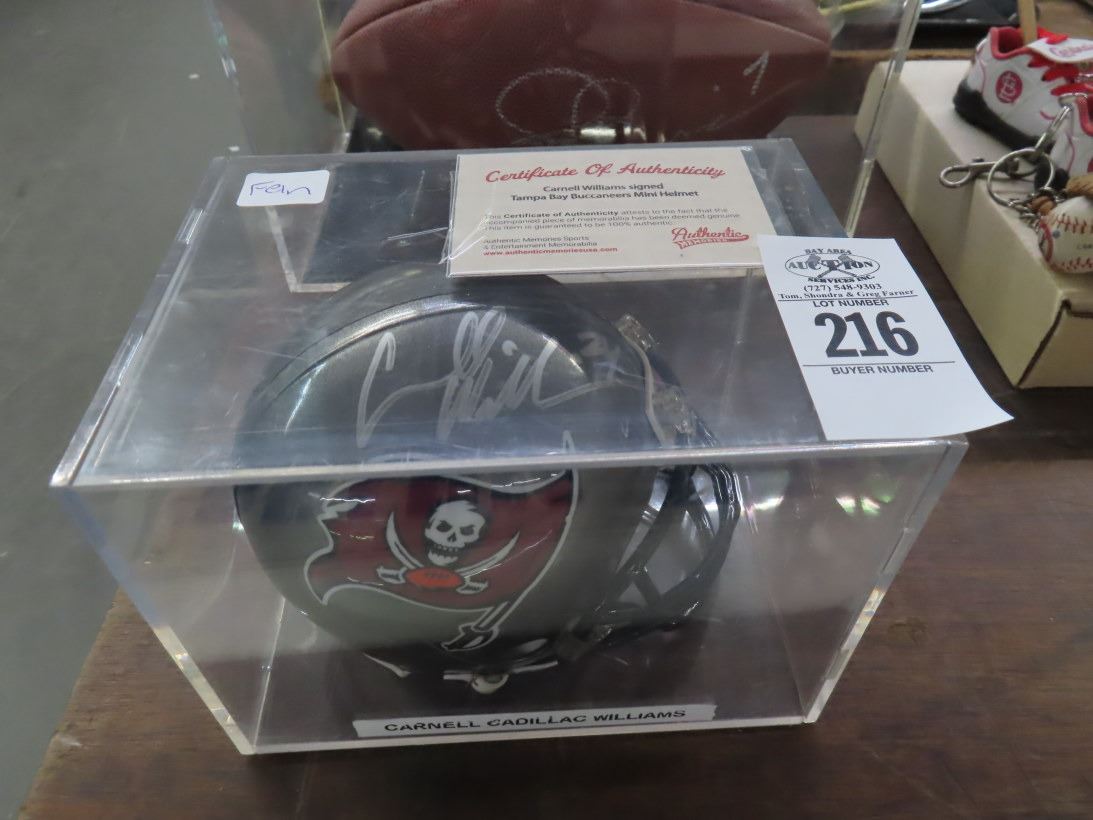 Certificate Of Authenticity
Carnell Williams signed
Tampa Bay Buccaneers Mini Helmet
This Certificate of Authenticity attests to the fact that the
accompanied piece of memorabilia has been deemed genuine.
This item is guaranteed to be 100% authentic.
Authentic Memories Sports
& Entertainment Memorabilia
www.authenticmemoriesusa.com
Authentic
MEMORIES
BAY AREA
AUCTION
SERVICES INC.
(727) 548-9303
Tom, Shondra & Greg Farner
LOT NUMBER
216
BUYER NUMBER
CARNELL CADILLAC WILLIAMS
7